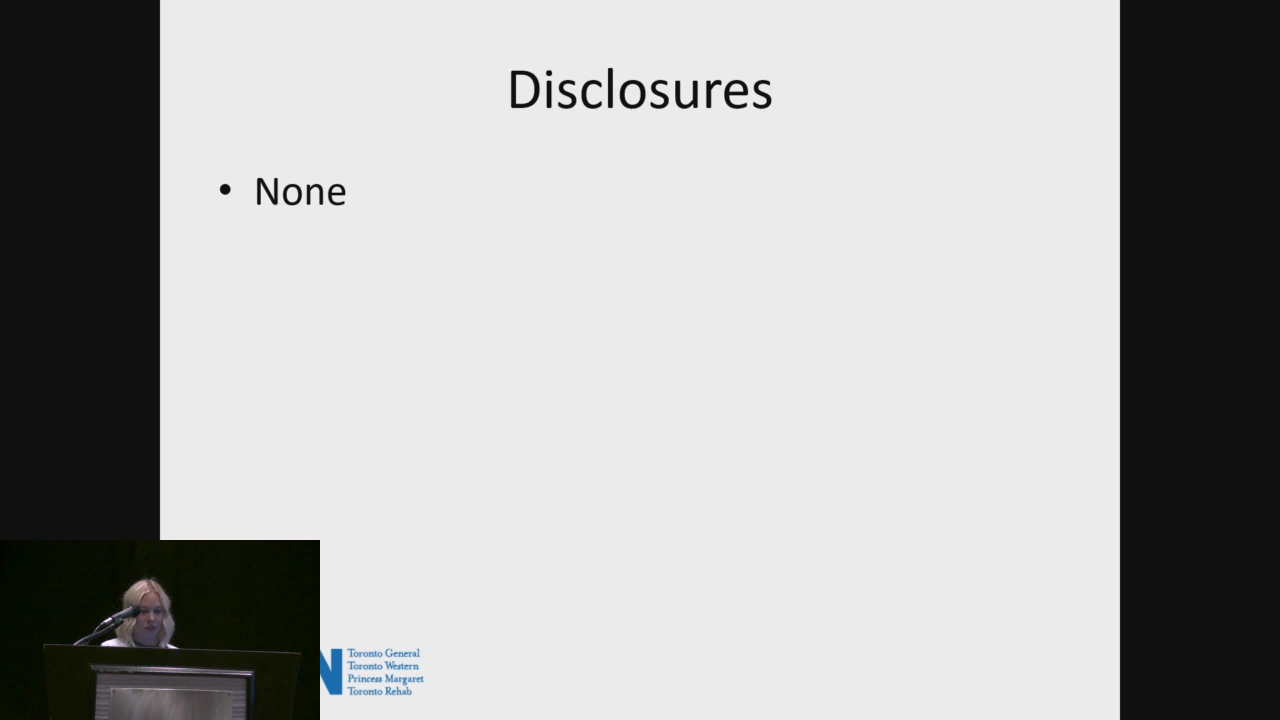 Disclosures
• None
N
Toronto General
Toronto Western
Princess Margaret
Toronto Rehab